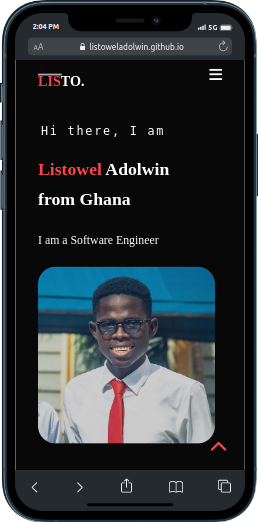 2:04 PM
5G
AA
listoweladolwin.github.io
LISTO.
Hi there, I am
Listowel Adolwin
from Ghana
I am a Software Engineer